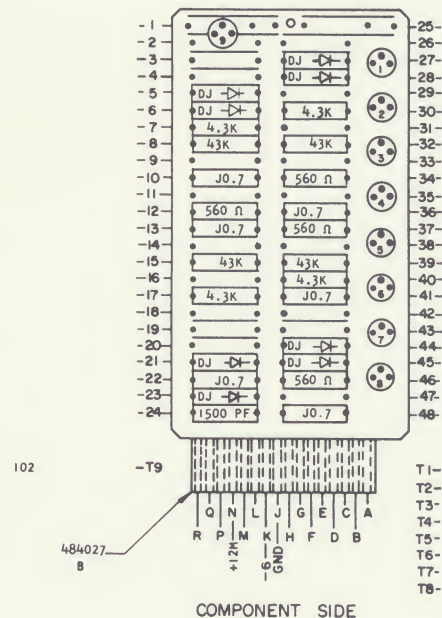 -1 9 25-
-2 26-
-3 DJ 1 27-
-4 DJ 28-
-5 DJ 29-
-6 DJ 4.3K 2 30-
-7 4.3K 31-
-8 43K 43K 3 32-
-9 33-
-10 J0.7 560 Ω 34-
-11 4 35-
-12 560 Ω J0.7 36-
-13 J0.7 560 Ω 37-
-14 5 38-
-15 43K 43K 39-
-16 4.3K 40-
-17 4.3K J0.7 6 41-
-18 42-
-19 7 43-
-20 DJ 44-
-21 DJ DJ 45-
-22 J0.7 560 Ω 8 46-
-23 DJ 47-
-24 1500 PF J0.7 48-
102 -T9 T1-
T2-
T3-
T4-
T5-
T6-
T7-
T8-
Q N L J G E C A
R P M K H F D B
+12K -6 GND
484027
B
COMPONENT SIDE